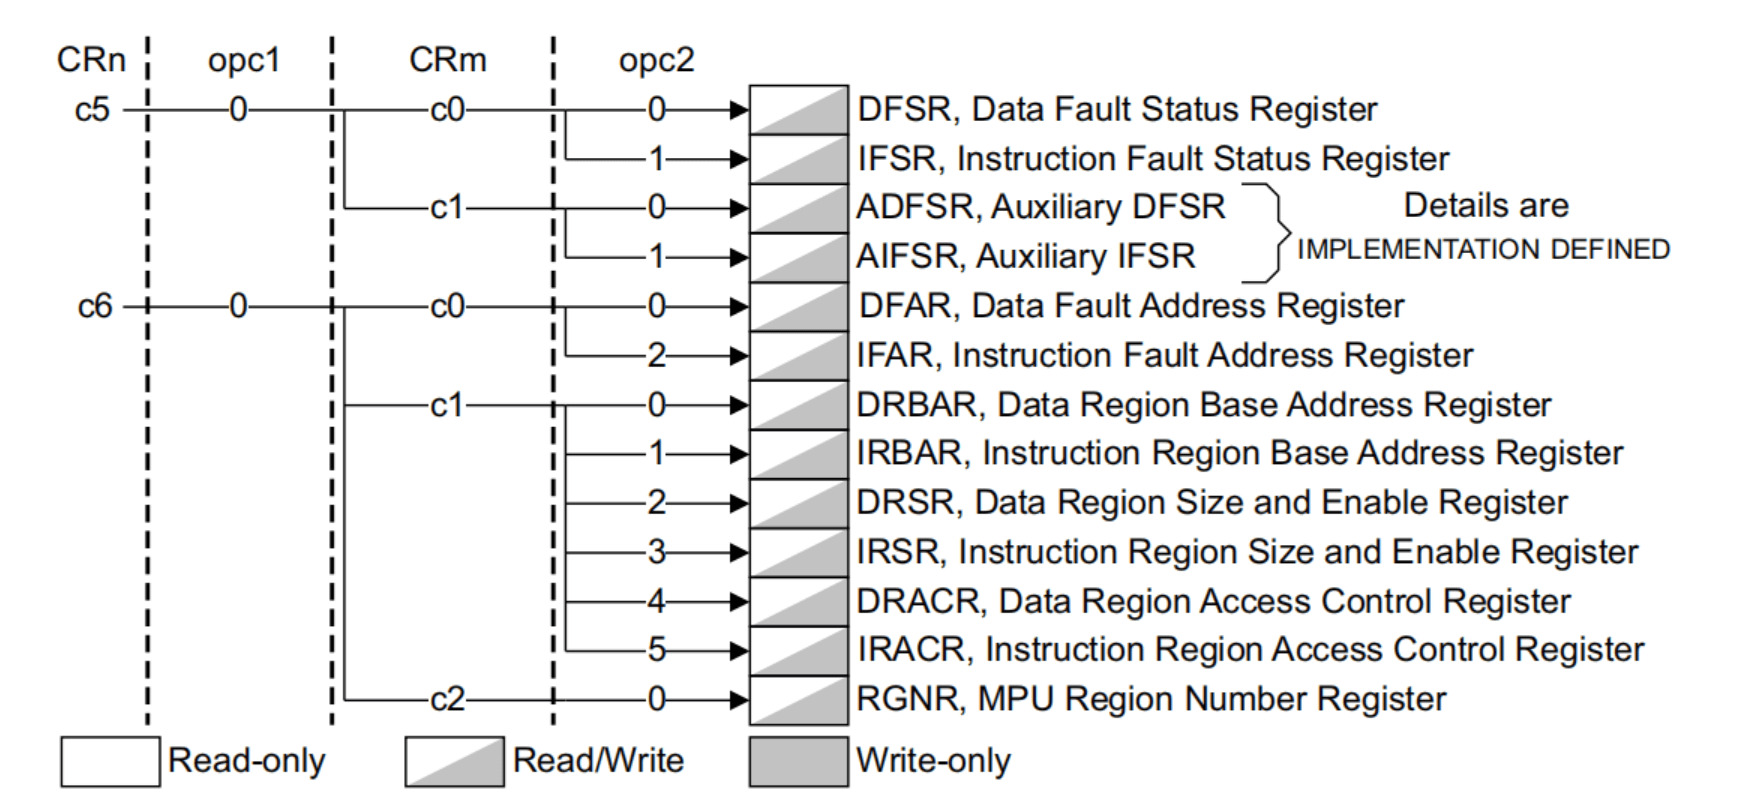 CRn opc1 CRm opc2
c5 0 c0 0 DFSR, Data Fault Status Register
1 IFSR, Instruction Fault Status Register
c1 0 ADFSR, Auxiliary DFSR Details are
1 AIFSR, Auxiliary IFSR IMPLEMENTATION DEFINED
c6 0 c0 0 DFAR, Data Fault Address Register
2 IFAR, Instruction Fault Address Register
c1 0 DRBAR, Data Region Base Address Register
1 IRBAR, Instruction Region Base Address Register
2 DRSR, Data Region Size and Enable Register
3 IRSR, Instruction Region Size and Enable Register
4 DRACR, Data Region Access Control Register
5 IRACR, Instruction Region Access Control Register
c2 0 RGNR, MPU Region Number Register
Read-only Read/Write Write-only